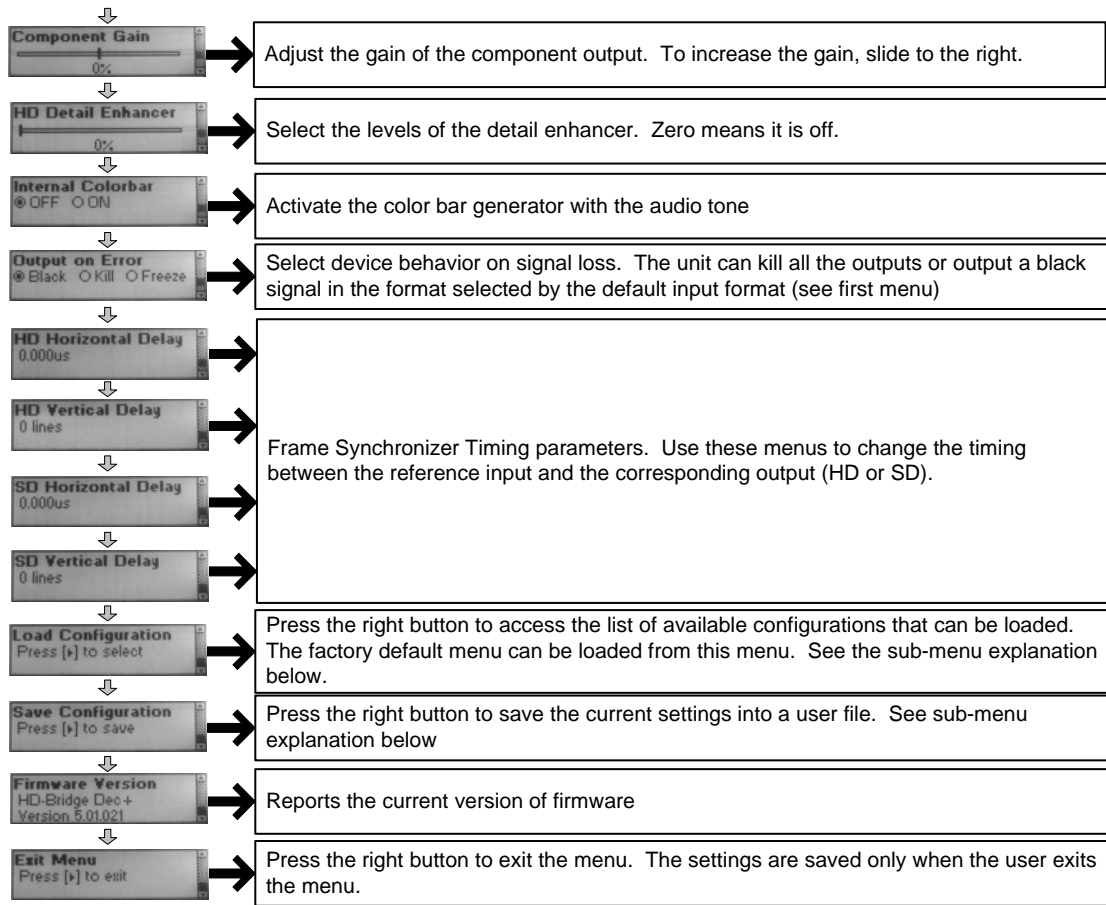 Component Gain
0%
Adjust the gain of the component output.  To increase the gain, slide to the right.
HD Detail Enhancer
0%
Select the levels of the detail enhancer.  Zero means it is off.
Internal Colorbar
OFF ON
Activate the color bar generator with the audio tone
Output on Error
Black Kill Freeze
Select device behavior on signal loss.  The unit can kill all the outputs or output a black
signal in the format selected by the default input format (see first menu)
HD Horizontal Delay
0.000us
HD Vertical Delay
0 lines
SD Horizontal Delay
0.000us
SD Vertical Delay
0 lines
Frame Synchronizer Timing parameters.  Use these menus to change the timing
between the reference input and the corresponding output (HD or SD).
Load Configuration
Press [▸] to select
Press the right button to access the list of available configurations that can be loaded.
The factory default menu can be loaded from this menu.  See the sub-menu explanation
below.
Save Configuration
Press [▸] to save
Press the right button to save the current settings into a user file.  See sub-menu
explanation below
Firmware Version
HD-Bridge Dec+
Version 5.01.021
Reports the current version of firmware
Exit Menu
Press [▸] to exit
Press the right button to exit the menu.  The settings are saved only when the user exits
the menu.